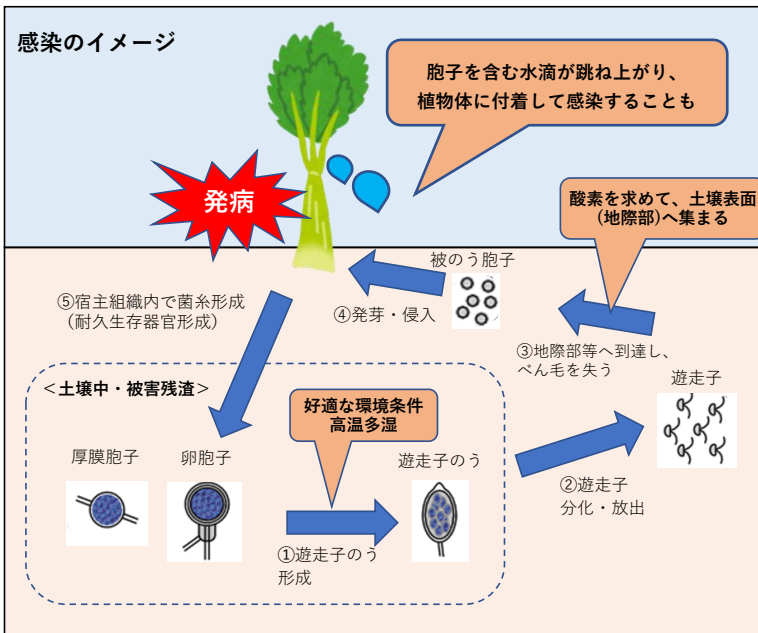 感染のイメージ
胞子を含む水滴が跳ね上がり、
植物体に付着して感染することも
発病
酸素を求めて、土壌表面
(地際部)へ集まる
被のう胞子
④発芽・侵入
⑤宿主組織内で菌糸形成
（耐久生存器官形成）
③地際部等へ到達し、
べん毛を失う
遊走子
＜土壌中・被害残渣＞
好適な環境条件
高温多湿
厚膜胞子
卵胞子
遊走子のう
①遊走子のう
形成
②遊走子
分化・放出